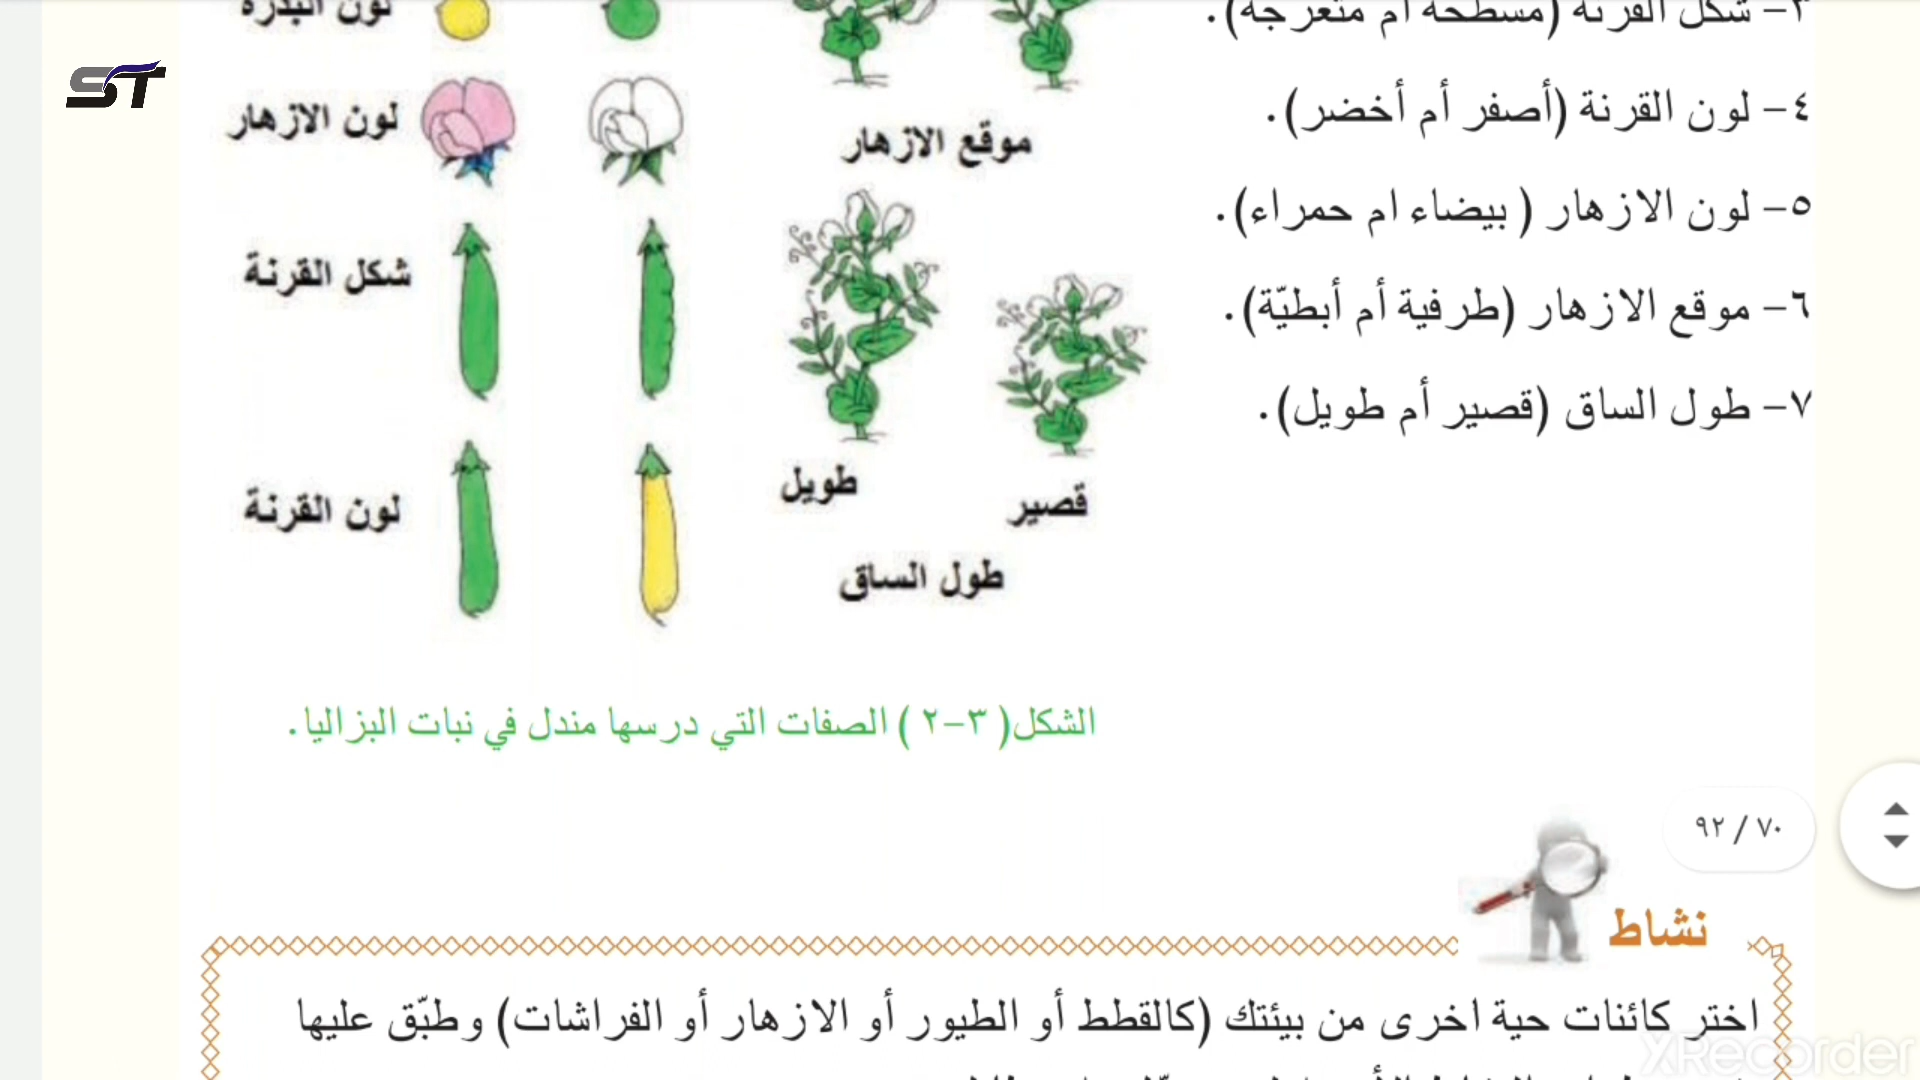 ٣- شكل القرنة (مسطحة أم متعرجة).
٤- لون القرنة (أصفر أم أخضر).
٥- لون الازهار ( بيضاء ام حمراء).
٦- موقع الازهار (طرفية أم أبطيّة).
٧- طول الساق (قصير أم طويل).
لون البذرة
ST
لون الازهار
موقع الازهار
شكل القرنة
طويل
قصير
لون القرنة
طول الساق
الشكل( ٣-٢ ) الصفات التي درسها مندل في نبات البزاليا.
٧٠ / ٩٢
نشاط
اختر كائنات حية اخرى من بيئتك (كالقطط أو الطيور أو الازهار أو الفراشات) وطبّق عليها
XRecorder